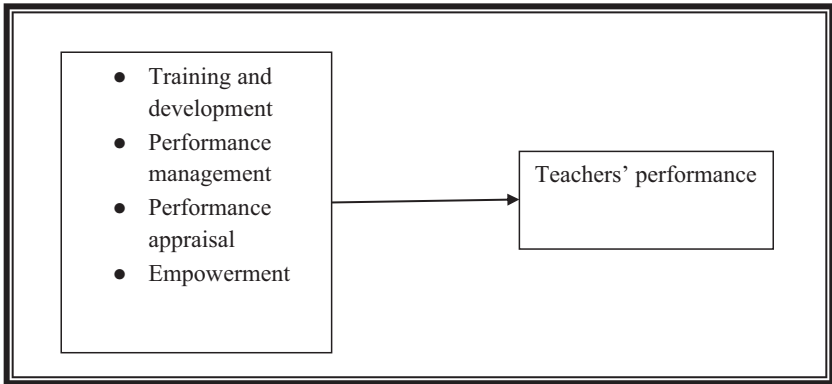 ● Training and
development
● Performance
management
● Performance
appraisal
● Empowerment
Teachers’ performance